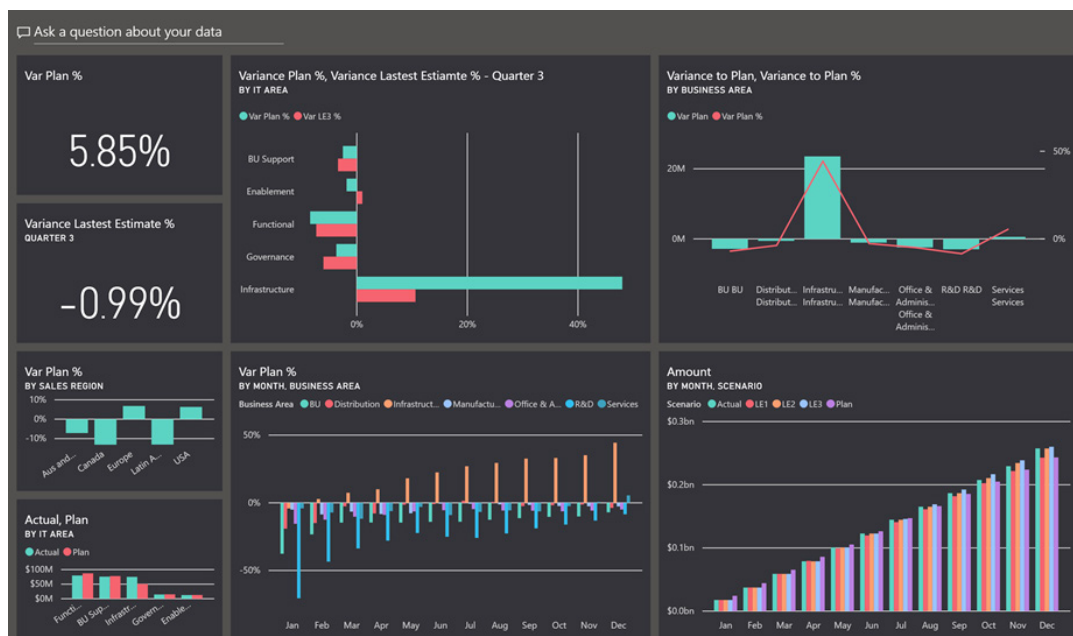 Ask a question about your data
Var Plan %
5.85%
Variance Lastest Estimate %
QUARTER 3
-0.99%
Var Plan %
BY SALES REGION
10%
0%
-10%
Aus and...
Canada
Europe
Latin A...
USA
Actual, Plan
BY IT AREA
Actual Plan
$100M
$50M
$0M
Functi...
BU Sup...
Infrastr...
Govern...
Enable...
Variance Plan %, Variance Lastest Estiamte % - Quarter 3
BY IT AREA
Var Plan % Var LE3 %
BU Support
Enablement
Functional
Governance
Infrastructure
0% 20% 40%
Var Plan %
BY MONTH, BUSINESS AREA
Business Area BU Distribution Infrastruct... Manufactu... Office & A... R&D Services
50%
0%
-50%
Jan Feb Mar Apr May Jun Jul Aug Sep Oct Nov Dec
Variance to Plan, Variance to Plan %
BY BUSINESS AREA
Var Plan Var Plan %
50%
20M
0M 0%
BU BU Distribut... Infrastru... Manufac... Office & R&D R&D Services
Distribut... Infrastru... Manufac... Adminis... Services
Office &
Adminis...
Amount
BY MONTH, SCENARIO
Scenario Actual LE1 LE2 LE3 Plan
$0.3bn
$0.2bn
$0.1bn
$0.0bn
Jan Feb Mar Apr May Jun Jul Aug Sep Oct Nov Dec